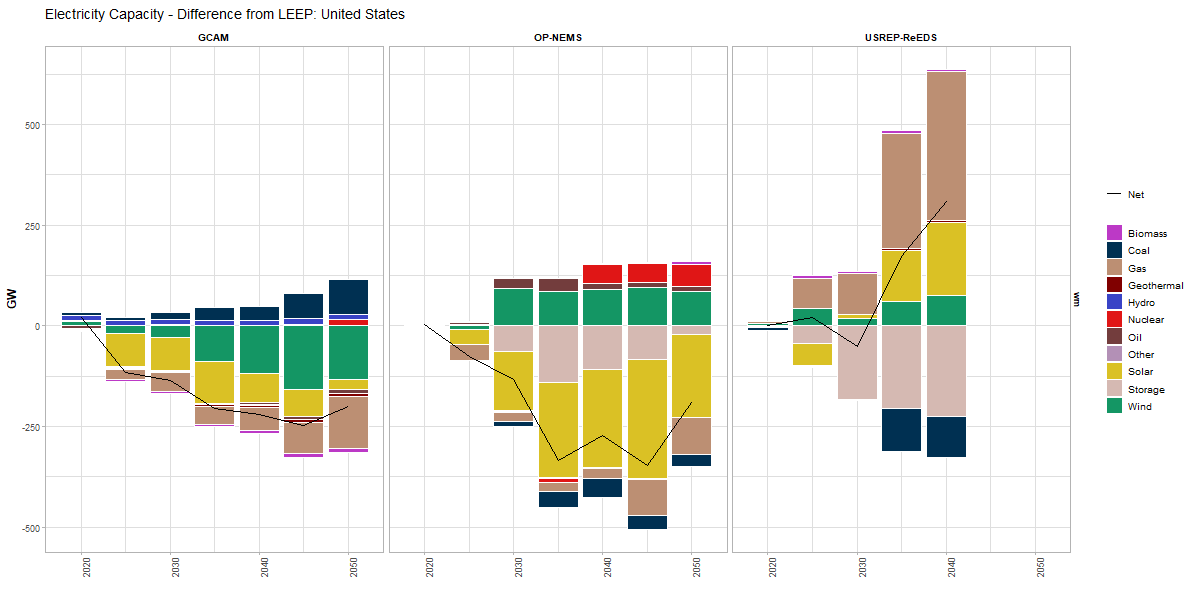 Electricity Capacity - Difference from LEEP: United States
GCAM
OP-NEMS
USREP-ReEDS
GW
500
250
0
-250
-500
2020
2030
2040
2050
2020
2030
2040
2050
2020
2030
2040
2050
wm
Net
Biomass
Coal
Gas
Geothermal
Hydro
Nuclear
Oil
Other
Solar
Storage
Wind